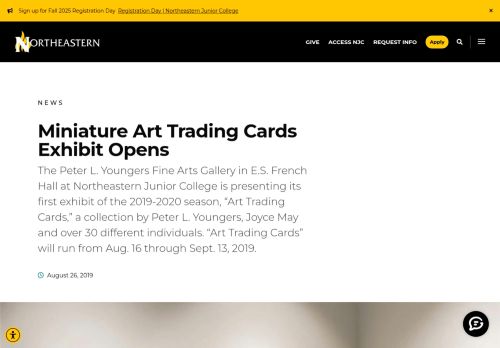 Sign up for Fall 2025 Registration Day Registration Day | Northeastern Junior College ×
NORTHEASTERN
GIVE ACCESS NJC REQUEST INFO Apply
NEWS
Miniature Art Trading Cards
Exhibit Opens
The Peter L. Youngers Fine Arts Gallery in E.S. French
Hall at Northeastern Junior College is presenting its
first exhibit of the 2019-2020 season, “Art Trading
Cards,” a collection by Peter L. Youngers, Joyce May
and over 30 different individuals. “Art Trading Cards”
will run from Aug. 16 through Sept. 13, 2019.
August 26, 2019